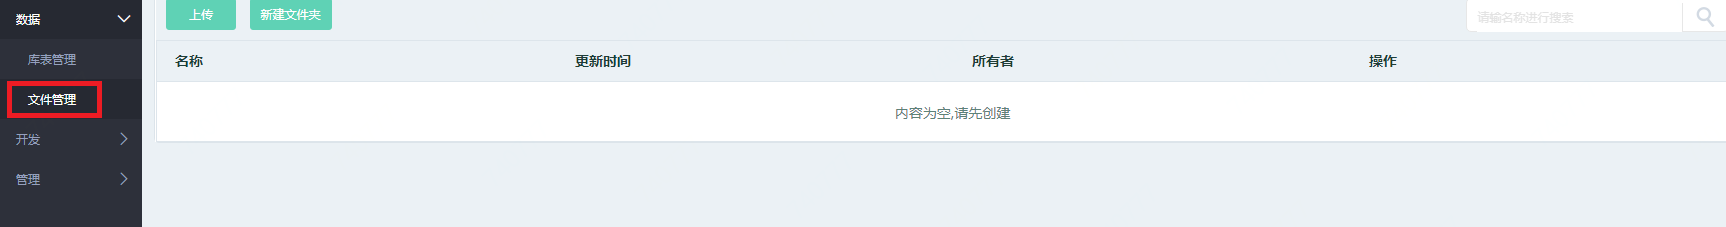 数据
库表管理
文件管理
开发
管理
上传 新建文件夹
请输名称进行搜索
名称 更新时间 所有者 操作
内容为空,请先创建